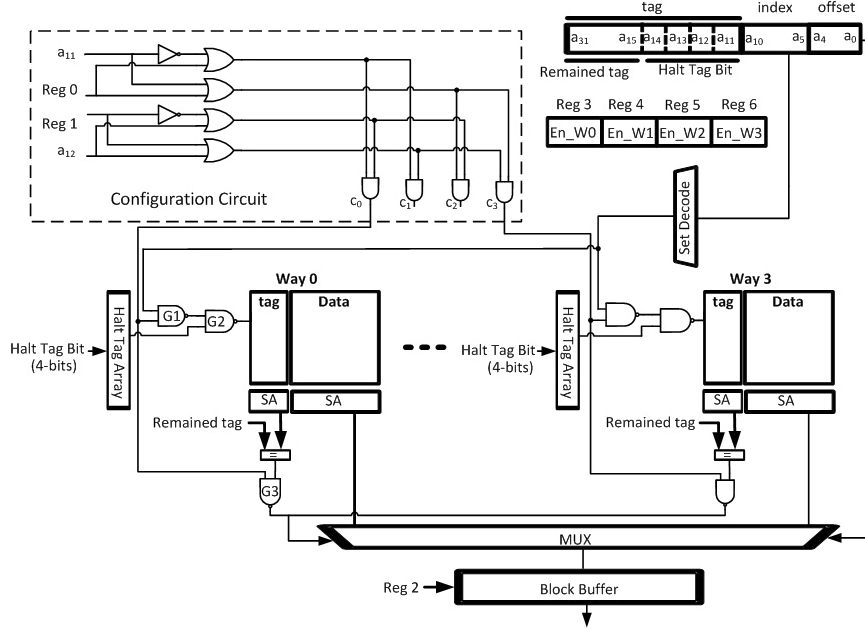 tag index offset
a31 a15 a14 a13 a12 a11 a10 a5 a4 a0
Remained tag Halt Tag Bit
Reg 3 Reg 4 Reg 5 Reg 6
En_W0 En_W1 En_W2 En_W3
a11
Reg 0
Reg 1
a12
Configuration Circuit
c0 c1 c2 c3
Set Decode
Way 0
Way 3
Halt Tag Array
G1
G2
tag Data
Halt Tag Bit
(4-bits)
SA SA
Remained tag
=
G3
Halt Tag Array
tag Data
Halt Tag Bit
(4-bits)
SA SA
Remained tag
=
MUX
Reg 2
Block Buffer